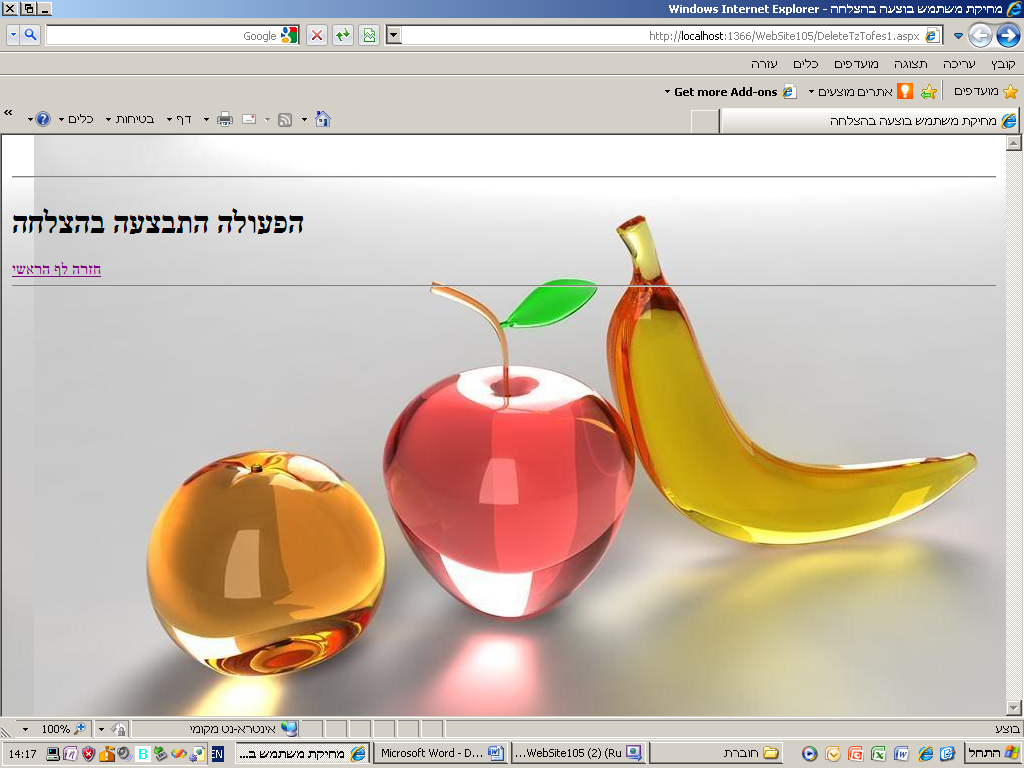 מחיקת משתמש בוצעה בהצלחה - Windows Internet Explorer
http://localhost:1366/WebSite105/DeleteTzTofes1.aspx
Google
קובץ עריכה תצוגה מועדפים כלים עזרה
מועדפים אתרים מוצעים Get more Add-ons
מחיקת משתמש בוצעה בהצלחה
דף בטיחות כלים »
הפעולה התבצעה בהצלחה
חזרה לף הראשי
בוצע אינטרא-נט מקומי 100%
התחל חוברת ...WebSite105 (2) (Ru Microsoft Word - D... מחיקת משתמש ב... EN 14:17